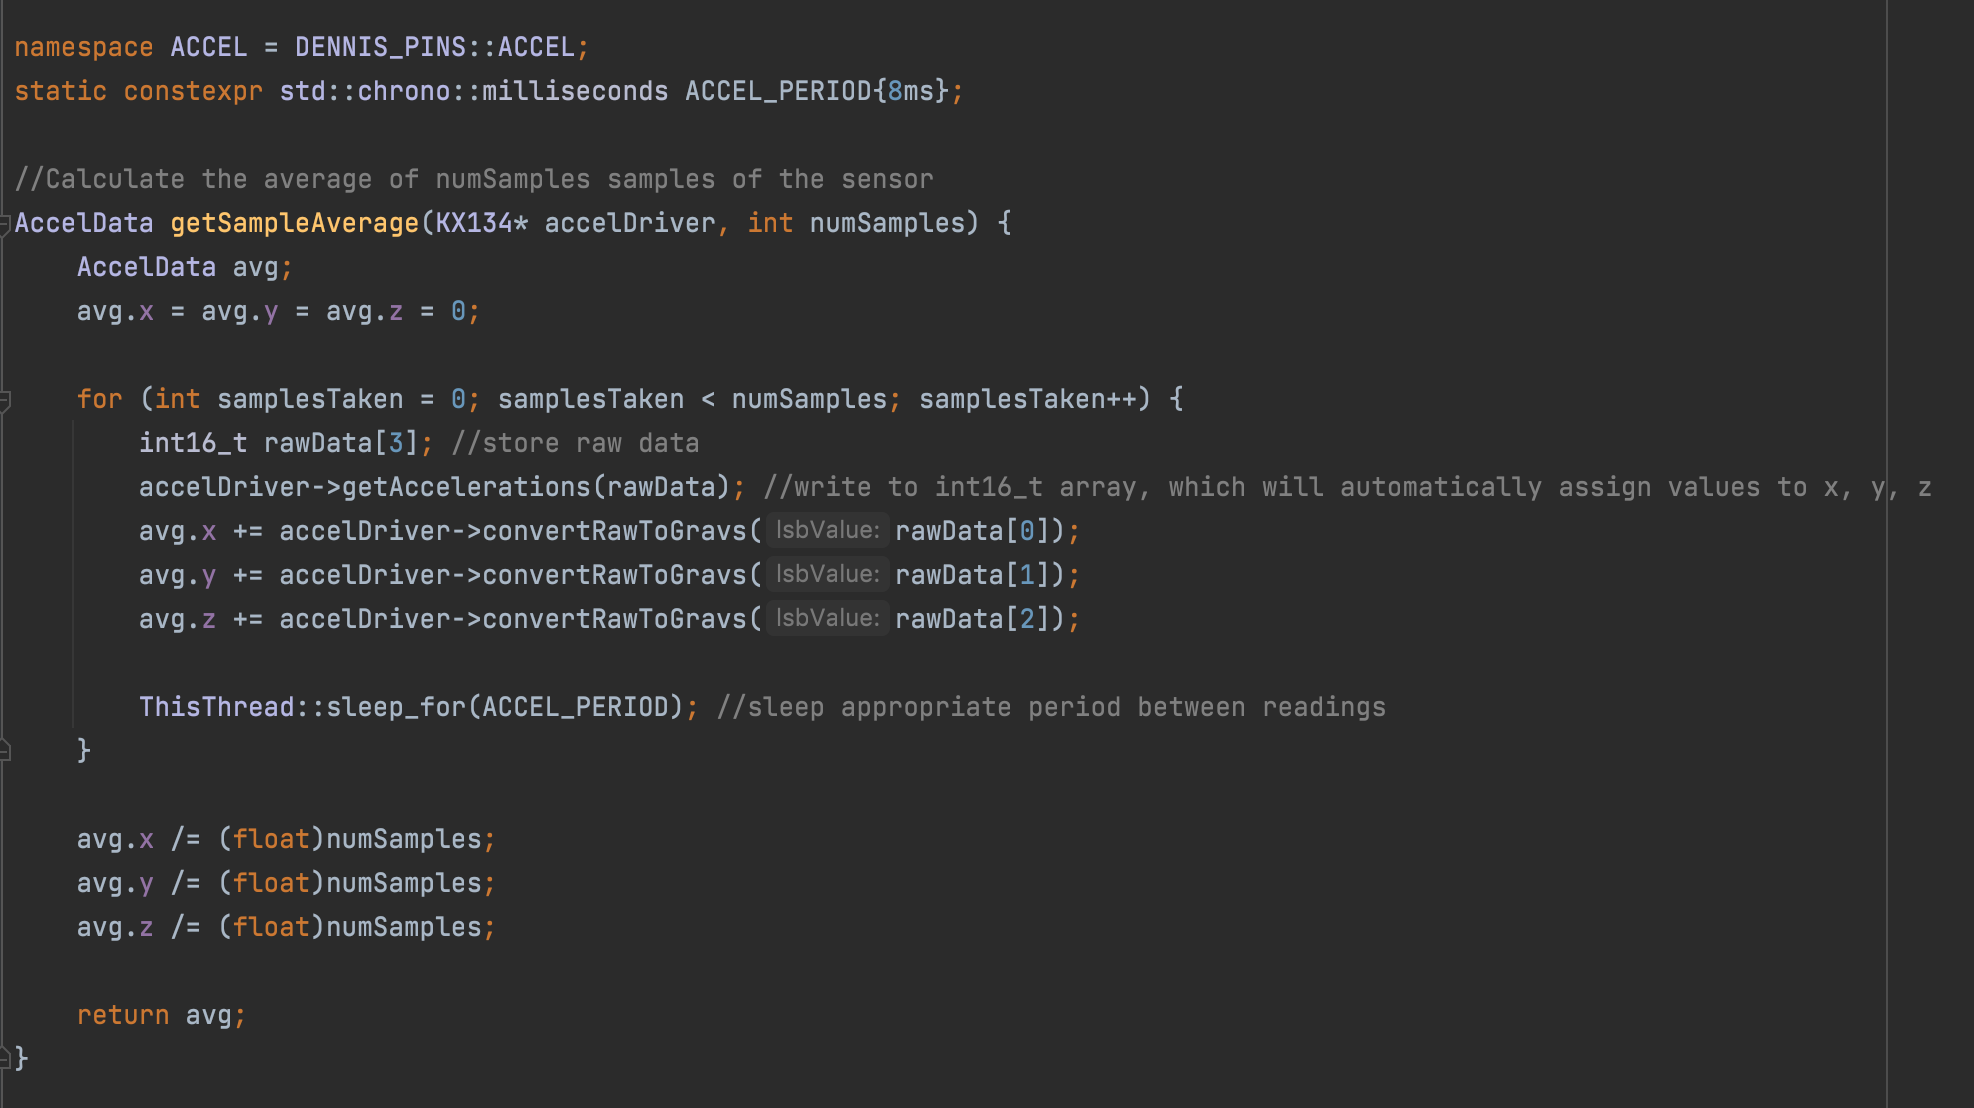 namespace ACCEL = DENNIS_PINS::ACCEL;
static constexpr std::chrono::milliseconds ACCEL_PERIOD{8ms};
//Calculate the average of numSamples samples of the sensor
AccelData getSampleAverage(KX134* accelDriver, int numSamples) {
    AccelData avg;
    avg.x = avg.y = avg.z = 0;
    for (int samplesTaken = 0; samplesTaken < numSamples; samplesTaken++) {
        int16_t rawData[3]; //store raw data
        accelDriver->getAccelerations(rawData); //write to int16_t array, which will automatically assign values to x, y, z
        avg.x += accelDriver->convertRawToGravs( lsbValue: rawData[0]);
        avg.y += accelDriver->convertRawToGravs( lsbValue: rawData[1]);
        avg.z += accelDriver->convertRawToGravs( lsbValue: rawData[2]);
        ThisThread::sleep_for(ACCEL_PERIOD); //sleep appropriate period between readings
    }
    avg.x /= (float)numSamples;
    avg.y /= (float)numSamples;
    avg.z /= (float)numSamples;
    return avg;
}